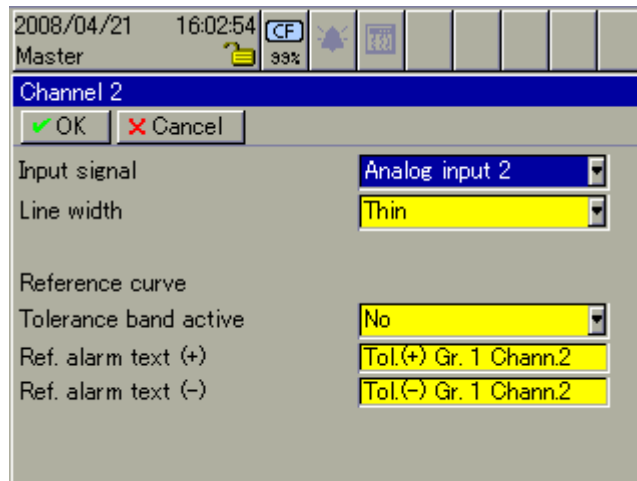 2008/04/21 16:02:54 CF
Master 99%
Channel 2
OK Cancel
Input signal Analog input 2
Line width Thin
Reference curve
Tolerance band active No
Ref. alarm text (+) Tol.(+) Gr. 1 Chann.2
Ref. alarm text (-) Tol.(-) Gr. 1 Chann.2